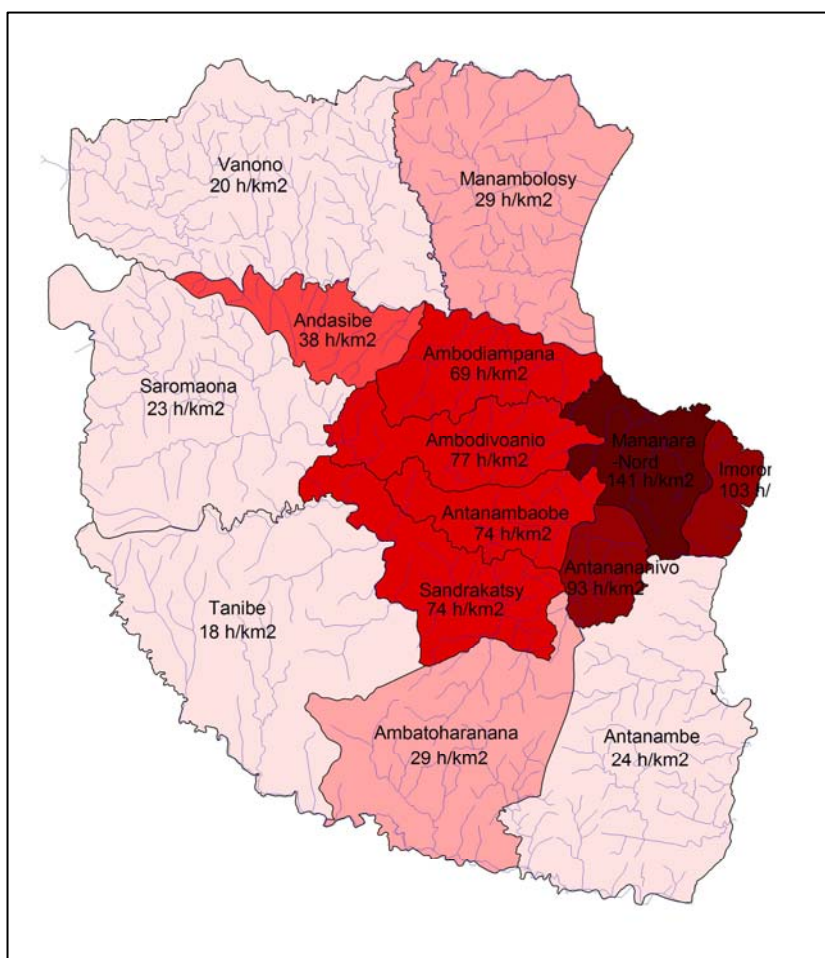 Vanono
20 h/km2
Manambolosy
29 h/km2
Andasibe
38 h/km2
Ambodiampana
69 h/km2
Saromaona
23 h/km2
Ambodivoanio
77 h/km2
Mananara
-Nord
141 h/km2
Imoron
103 h/
Antanambaobe
74 h/km2
Antanananivo
93 h/km2
Sandrakatsy
74 h/km2
Tanibe
18 h/km2
Ambatoharanana
29 h/km2
Antanambe
24 h/km2